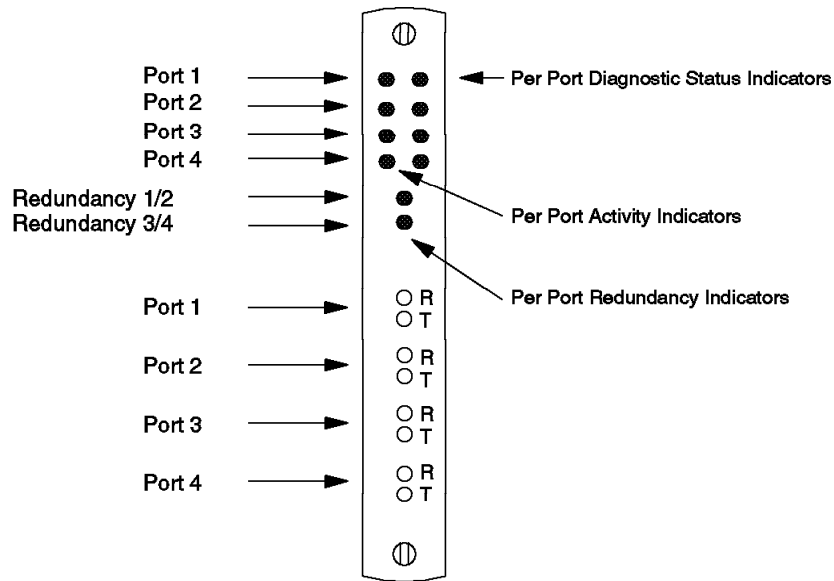 Port 1
Per Port Diagnostic Status Indicators
Port 2
Port 3
Port 4
Redundancy 1/2
Per Port Activity Indicators
Redundancy 3/4
Per Port Redundancy Indicators
Port 1
R
T
Port 2
R
T
Port 3
R
T
Port 4
R
T